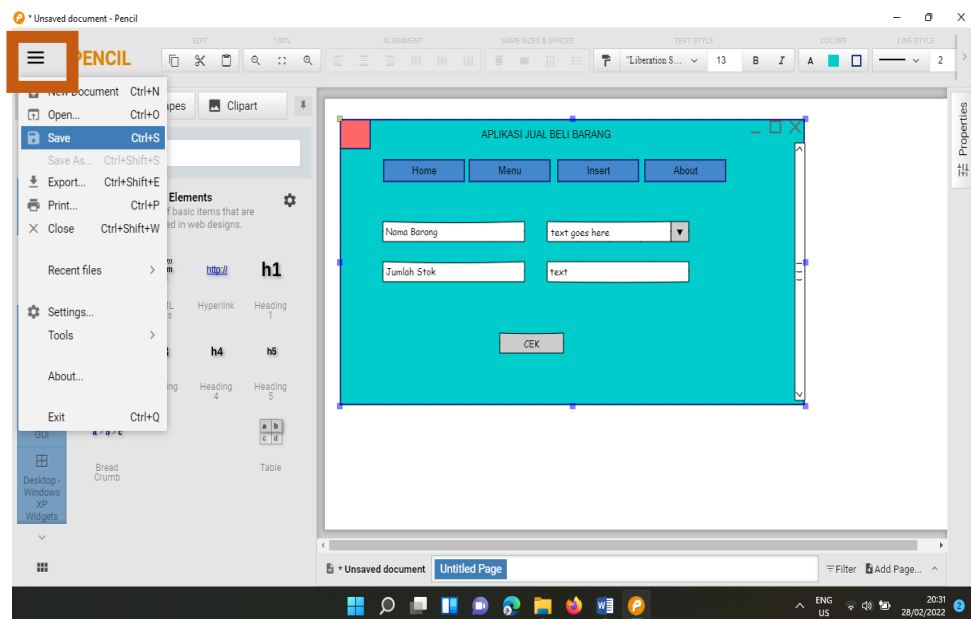 * Unsaved document - Pencil
PENCIL
EDIT
100%
ALIGNMENT
SAME SIZES & SPACES
TEXT STYLE
COLORS
LINE STYLE
"Liberation S...
13
B
I
A
2
New Document Ctrl+N
Open... Ctrl+O
Save Ctrl+S
Save As... Ctrl+Shift+S
Export... Ctrl+Shift+E
Print... Ctrl+P
Close Ctrl+Shift+W
Recent files
Settings...
Tools
About...
Exit Ctrl+Q
Clipart
Elements
basic items that are
in web designs.
http://
h1
Hyperlink
Heading
1
h4
h5
Heading
4
Heading
5
a b
c d
a > b > c
Bread
Crumb
Table
GUI
Desktop -
Windows
XP
Widgets
APLIKASI JUAL BELI BARANG
Home
Menu
Insert
About
Nama Barang
text goes here
Jumlah Stok
text
CEK
Properties
* Unsaved document
Untitled Page
Filter
Add Page...
ENG
US
20:31
28/02/2022
2